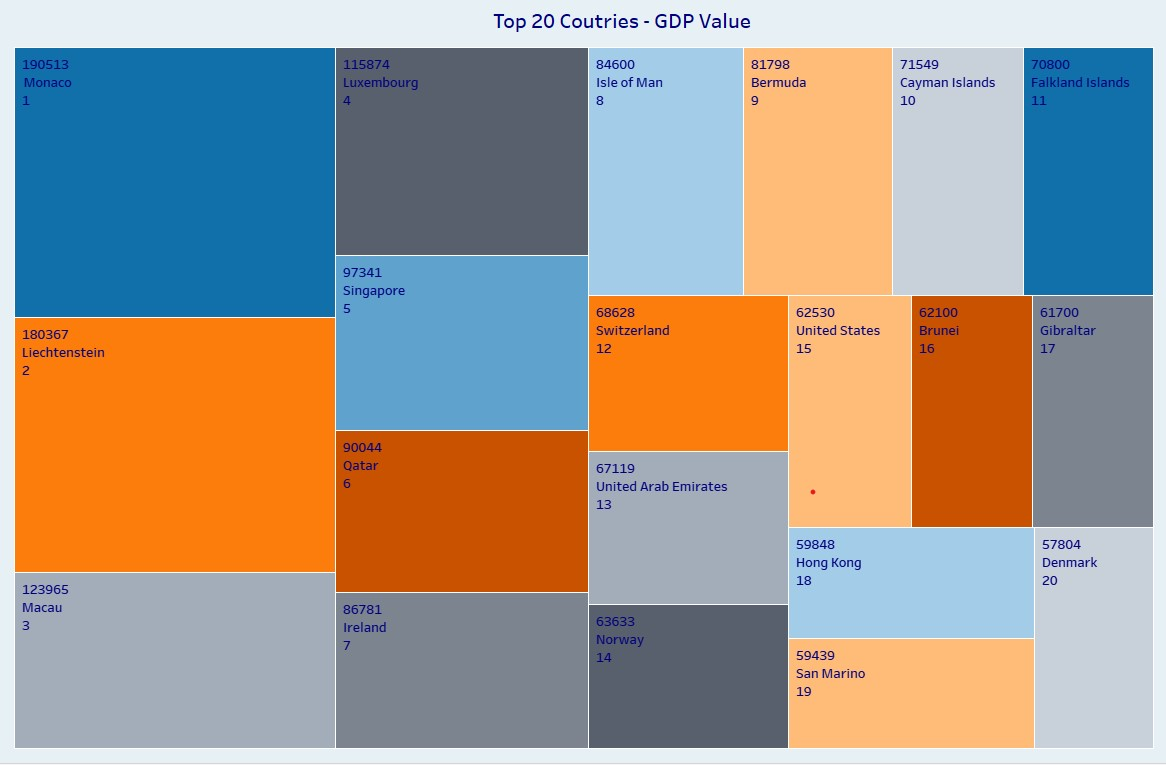 Top 20 Coutries - GDP Value
190513
Monaco
1
180367
Liechtenstein
2
123965
Macau
3
115874
Luxembourg
4
97341
Singapore
5
90044
Qatar
6
86781
Ireland
7
84600
Isle of Man
8
81798
Bermuda
9
71549
Cayman Islands
10
70800
Falkland Islands
11
68628
Switzerland
12
67119
United Arab Emirates
13
63633
Norway
14
62530
United States
15
62100
Brunei
16
61700
Gibraltar
17
59848
Hong Kong
18
59439
San Marino
19
57804
Denmark
20